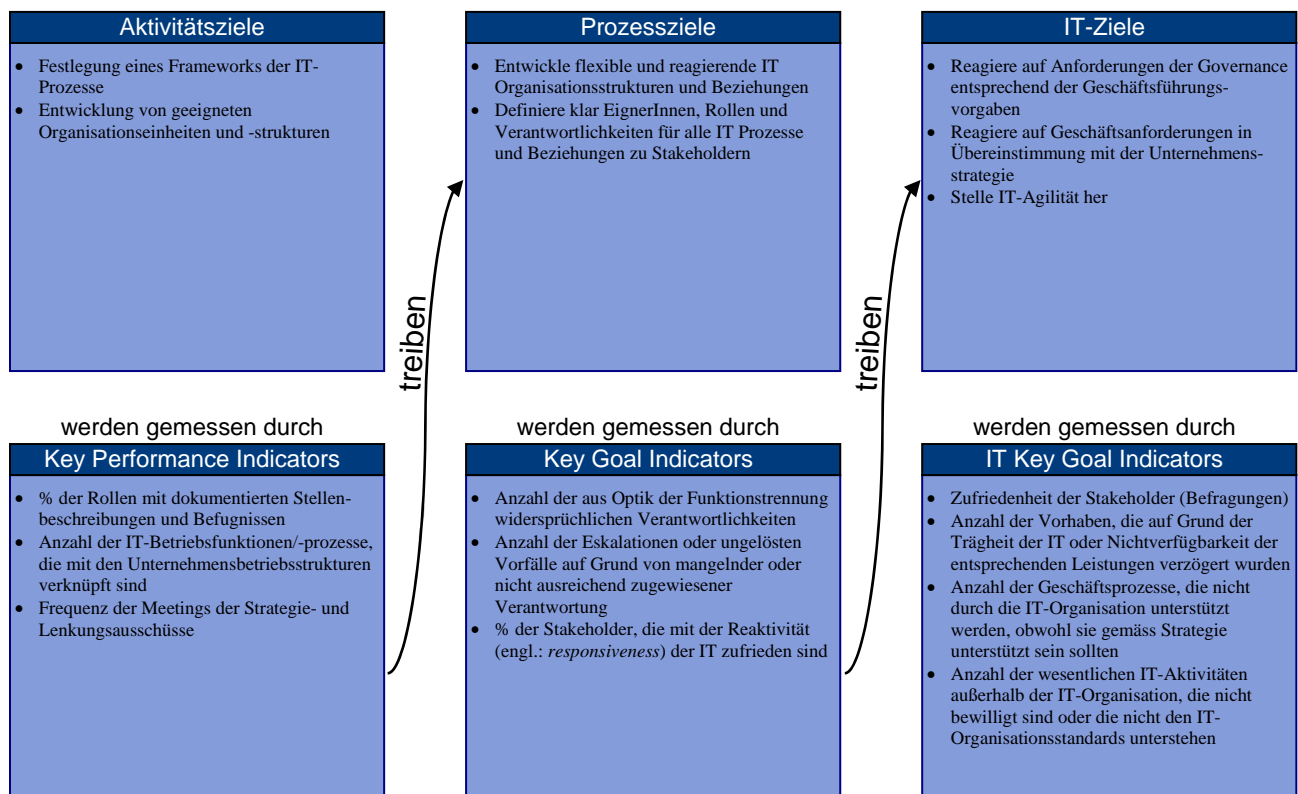 Aktivitätsziele
• Festlegung eines Frameworks der IT-
Prozesse
• Entwicklung von geeigneten
Organisationseinheiten und -strukturen
Prozessziele
• Entwickle flexible und reagierende IT
Organisationsstrukturen und Beziehungen
• Definiere klar EignerInnen, Rollen und
Verantwortlichkeiten für alle IT Prozesse
und Beziehungen zu Stakeholdern
IT-Ziele
• Reagiere auf Anforderungen der Governance
entsprechend der Geschäftsführungs-
vorgaben
• Reagiere auf Geschäftsanforderungen in
Übereinstimmung mit der Unternehmens-
strategie
• Stelle IT-Agilität her
treiben
treiben
werden gemessen durch
Key Performance Indicators
• % der Rollen mit dokumentierten Stellen-
beschreibungen und Befugnissen
• Anzahl der IT-Betriebsfunktionen/-prozesse,
die mit den Unternehmensbetriebsstrukturen
verknüpft sind
• Frequenz der Meetings der Strategie- und
Lenkungsausschüsse
werden gemessen durch
Key Goal Indicators
• Anzahl der aus Optik der Funktionstrennung
widersprüchlichen Verantwortlichkeiten
• Anzahl der Eskalationen oder ungelösten
Vorfälle auf Grund von mangelnder oder
nicht ausreichend zugewiesener
Verantwortung
• % der Stakeholder, die mit der Reaktivität
(engl.: responsiveness) der IT zufrieden sind
werden gemessen durch
IT Key Goal Indicators
• Zufriedenheit der Stakeholder (Befragungen)
• Anzahl der Vorhaben, die auf Grund der
Trägheit der IT oder Nichtverfügbarkeit der
entsprechenden Leistungen verzögert wurden
• Anzahl der Geschäftsprozesse, die nicht
durch die IT-Organisation unterstützt
werden, obwohl sie gemäss Strategie
unterstützt sein sollten
• Anzahl der wesentlichen IT-Aktivitäten
außerhalb der IT-Organisation, die nicht
bewilligt sind oder die nicht den IT-
Organisationsstandards unterstehen